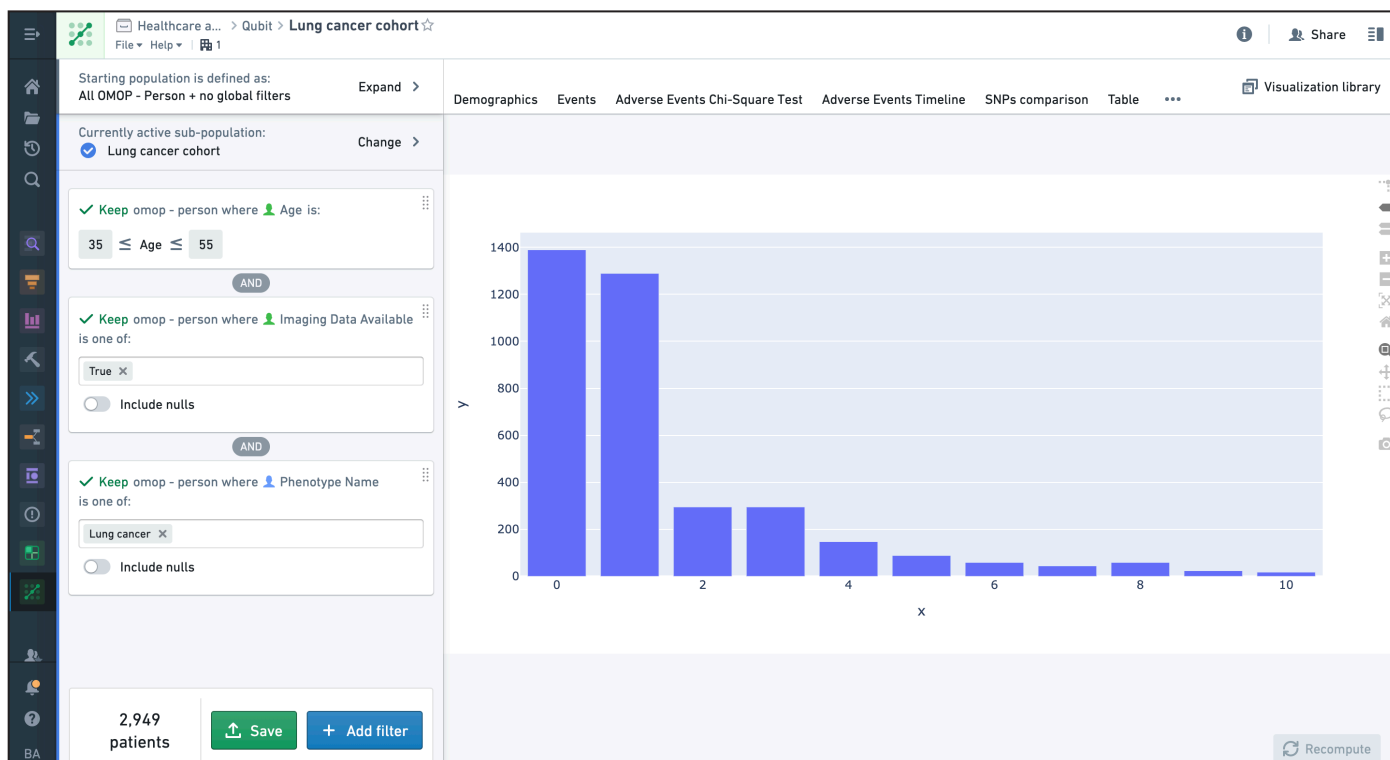 Healthcare a... > Qubit > Lung cancer cohort
File Help 1
Share
Starting population is defined as:
All OMOP - Person + no global filters
Expand
Currently active sub-population:
Lung cancer cohort
Change
Keep omop - person where Age is:
35 ≤ Age ≤ 55
AND
Keep omop - person where Imaging Data Available
is one of:
True
Include nulls
AND
Keep omop - person where Phenotype Name
is one of:
Lung cancer
Include nulls
2,949
patients
Save
+ Add filter
BA
Demographics Events Adverse Events Chi-Square Test Adverse Events Timeline SNPs comparison Table •••
Visualization library
1400
1200
1000
800
600
400
200
0
y
0 2 4 6 8 10
x
Recompute